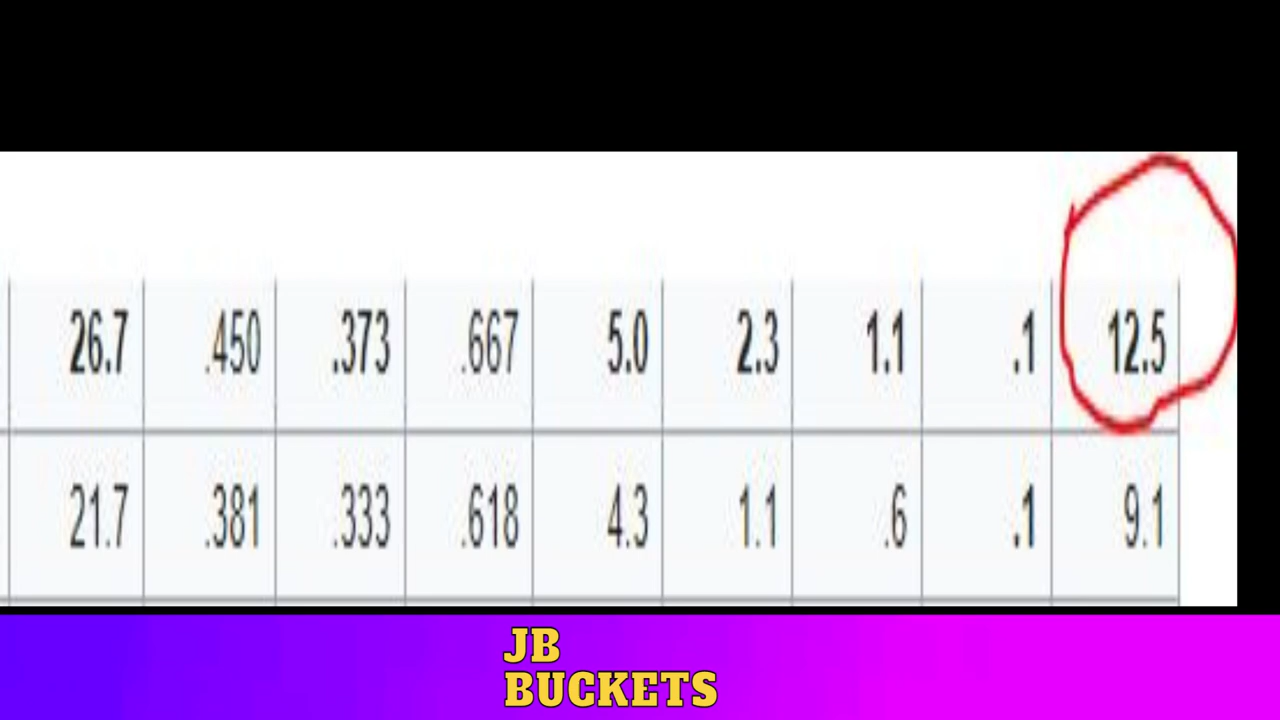 26.7 .450 .373 .667 5.0 2.3 1.1 .1 12.5
21.7 .381 .333 .618 4.3 1.1 .6 .1 9.1
JB
BUCKETS